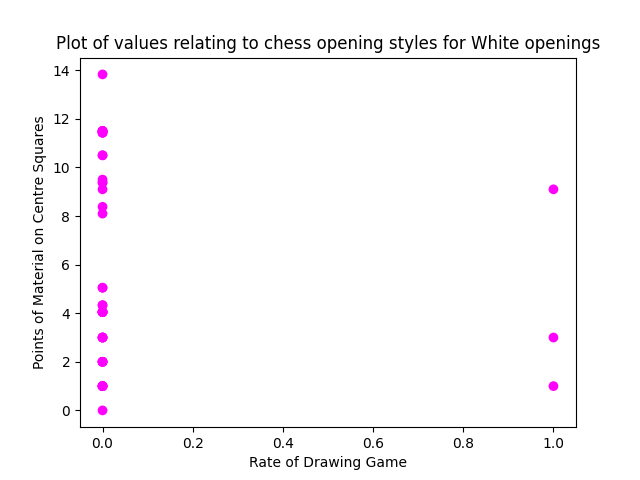 Plot of values relating to chess opening styles for White openings
14
12
10
8
6
4
2
0
Points of Material on Centre Squares
0.0 0.2 0.4 0.6 0.8 1.0
Rate of Drawing Game